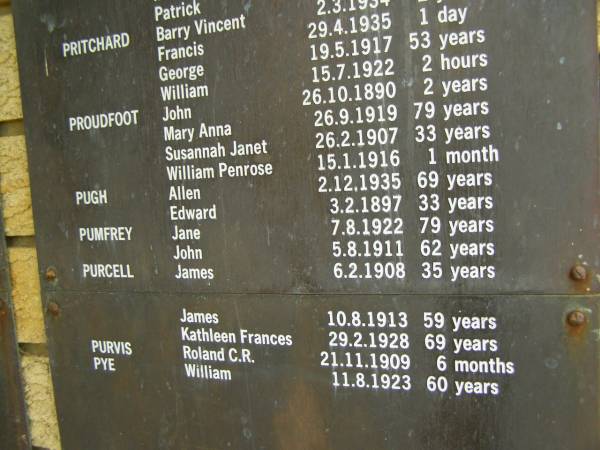 Patrick
PRITCHARD Barry Vincent 2.3.1934
Francis 29.4.1935 1 day
George 19.5.1917 53 years
William 15.7.1922 2 hours
PROUDFOOT John 26.10.1890 2 years
Mary Anna 26.9.1919 79 years
Susannah Janet 26.2.1907 33 years
William Penrose 15.1.1916 1 month
PUGH Allen 2.12.1935 69 years
Edward 3.2.1897 33 years
PUMFREY Jane 7.8.1922 79 years
John 5.8.1911 62 years
PURCELL James 6.2.1908 35 years
James 10.8.1913 59 years
Kathleen Frances 29.2.1928 69 years
PURVIS Roland C.R. 21.11.1909 6 months
PYE William 11.8.1923 60 years